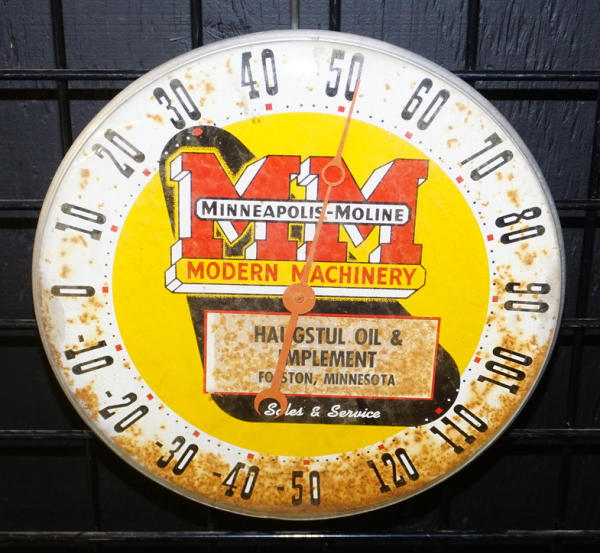 -50
-40
-30
-20
-10
0
10
20
30
40
50
60
70
80
90
100
110
120
MM
MINNEAPOLIS-MOLINE
MODERN MACHINERY
HAUGSTUL OIL &
IMPLEMENT
FOSSTON, MINNESOTA
Sales & Service